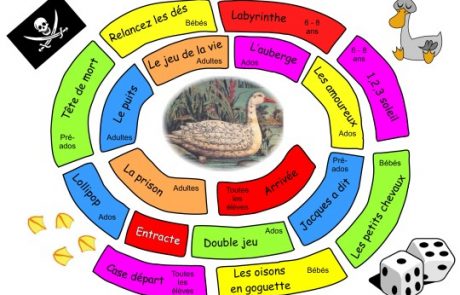 Relancez les dés
Bébés
Labyrinthe
6 - 8
ans
6 - 8
ans
1,2,3 soleil
Le jeu de la vie
Adultes
L'auberge
Ados
Tête de mort
Pré-
ados
Le puits
Adultes
Les amoureux
Ados
Les petits chevaux
Bébés
Lollipop
Ados
La prison
Adultes
Toutes
les
élèves
Arrivée
Pré-
ados
Jacques a dit
Entracte
Double jeu
Ados
Case départ
Toutes
les
élèves
Les oisons
en goguette
Bébés